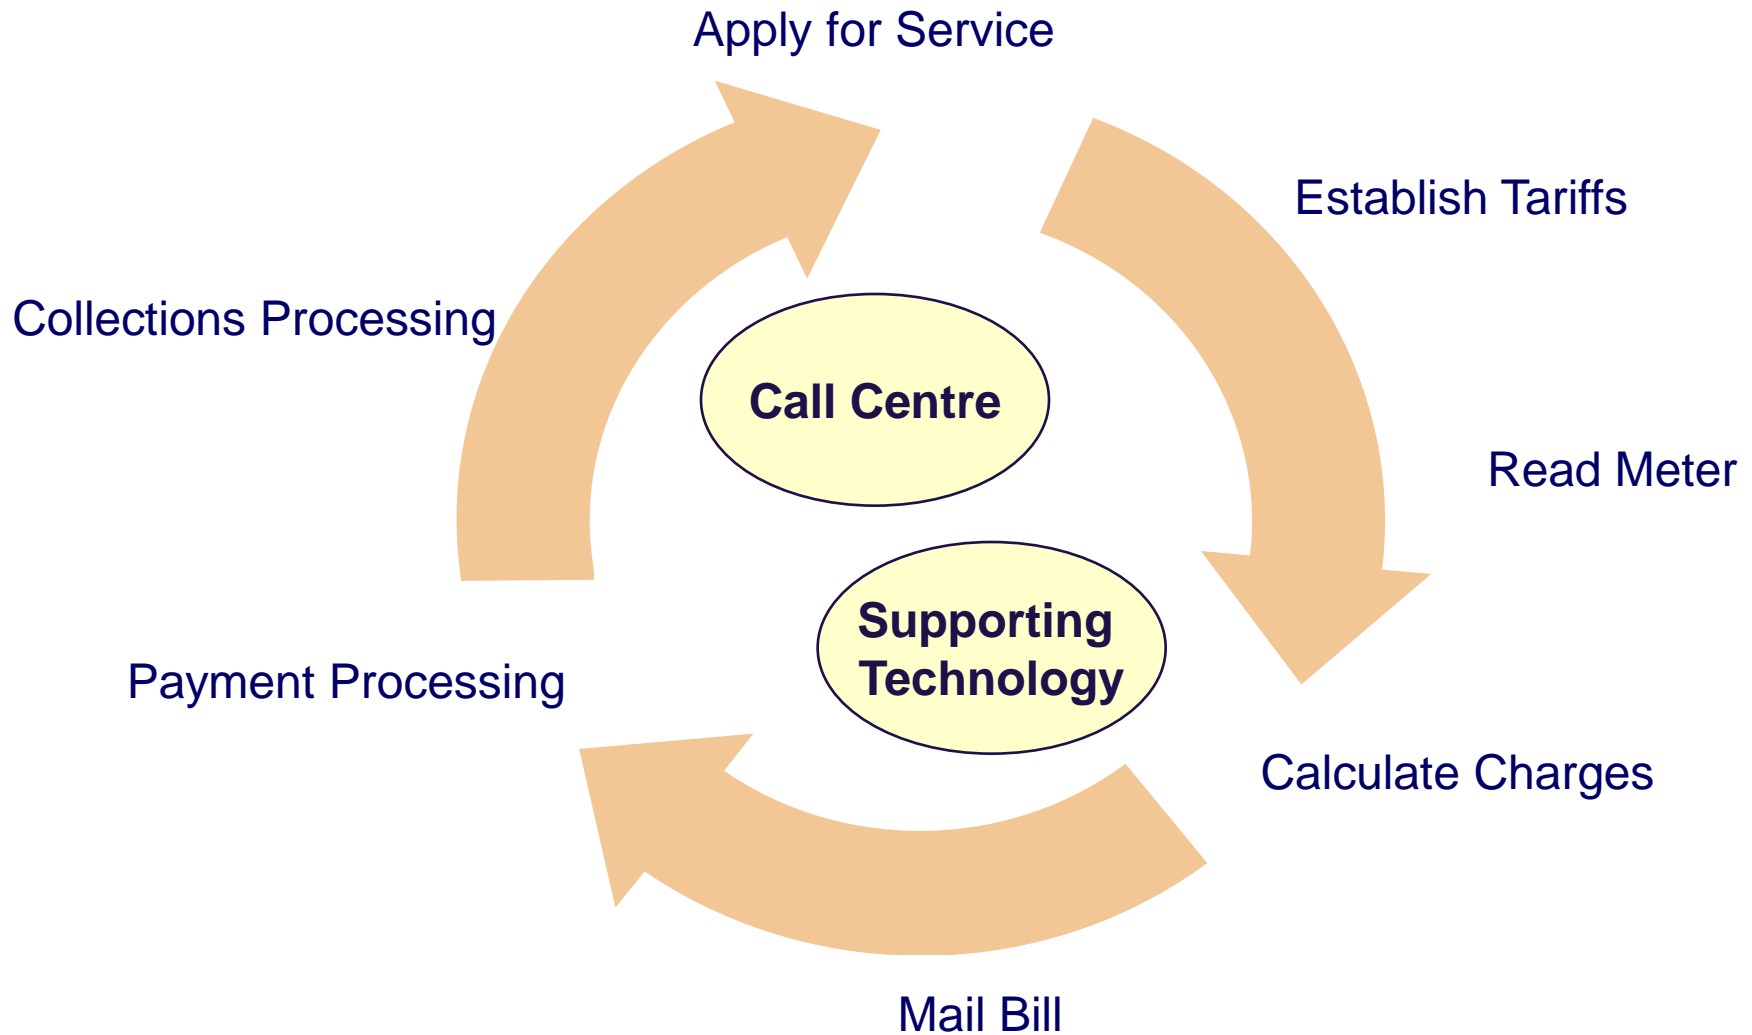 Apply for Service
Establish Tariffs
Collections Processing
Call Centre
Read Meter
Supporting
Technology
Payment Processing
Calculate Charges
Mail Bill